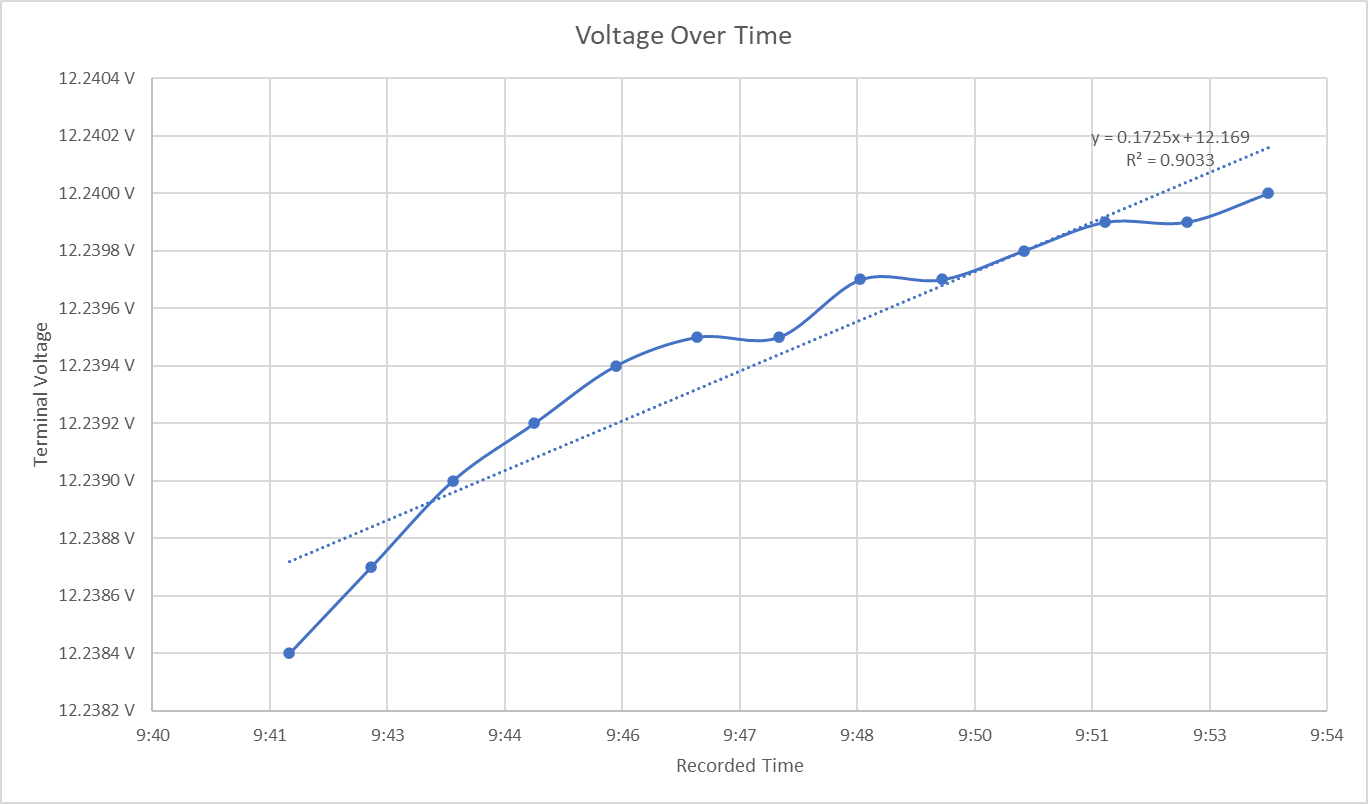 Voltage Over Time
12.2404 V
12.2402 V
12.2400 V
12.2398 V
12.2396 V
12.2394 V
12.2392 V
12.2390 V
12.2388 V
12.2386 V
12.2384 V
12.2382 V
Terminal Voltage
y = 0.1725x + 12.169
R² = 0.9033
9:40 9:41 9:43 9:44 9:46 9:47 9:48 9:50 9:51 9:53 9:54
Recorded Time